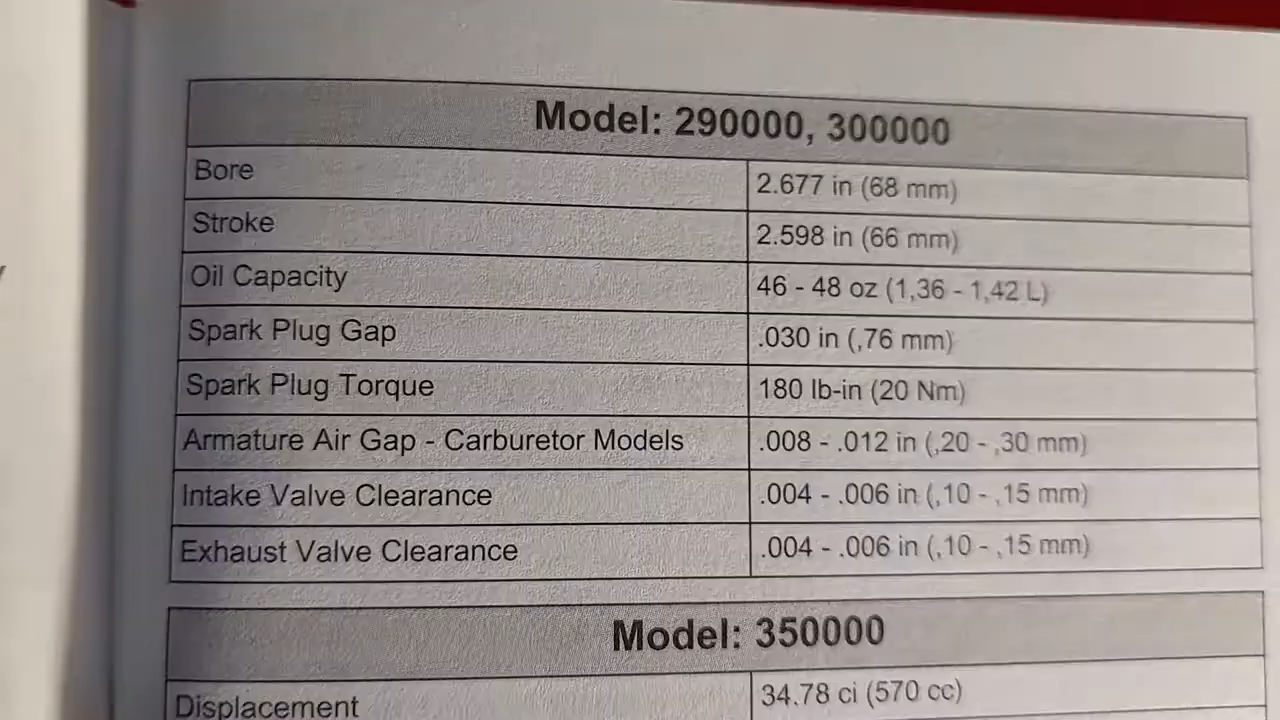 Model: 290000, 300000
Bore 2.677 in (68 mm)
Stroke 2.598 in (66 mm)
Oil Capacity 46 - 48 oz (1,36 - 1,42 L)
Spark Plug Gap .030 in (,76 mm)
Spark Plug Torque 180 lb-in (20 Nm)
Armature Air Gap - Carburetor Models .008 - .012 in (,20 - ,30 mm)
Intake Valve Clearance .004 - .006 in (,10 - ,15 mm)
Exhaust Valve Clearance .004 - .006 in (,10 - ,15 mm)
Model: 350000
Displacement 34.78 ci (570 cc)